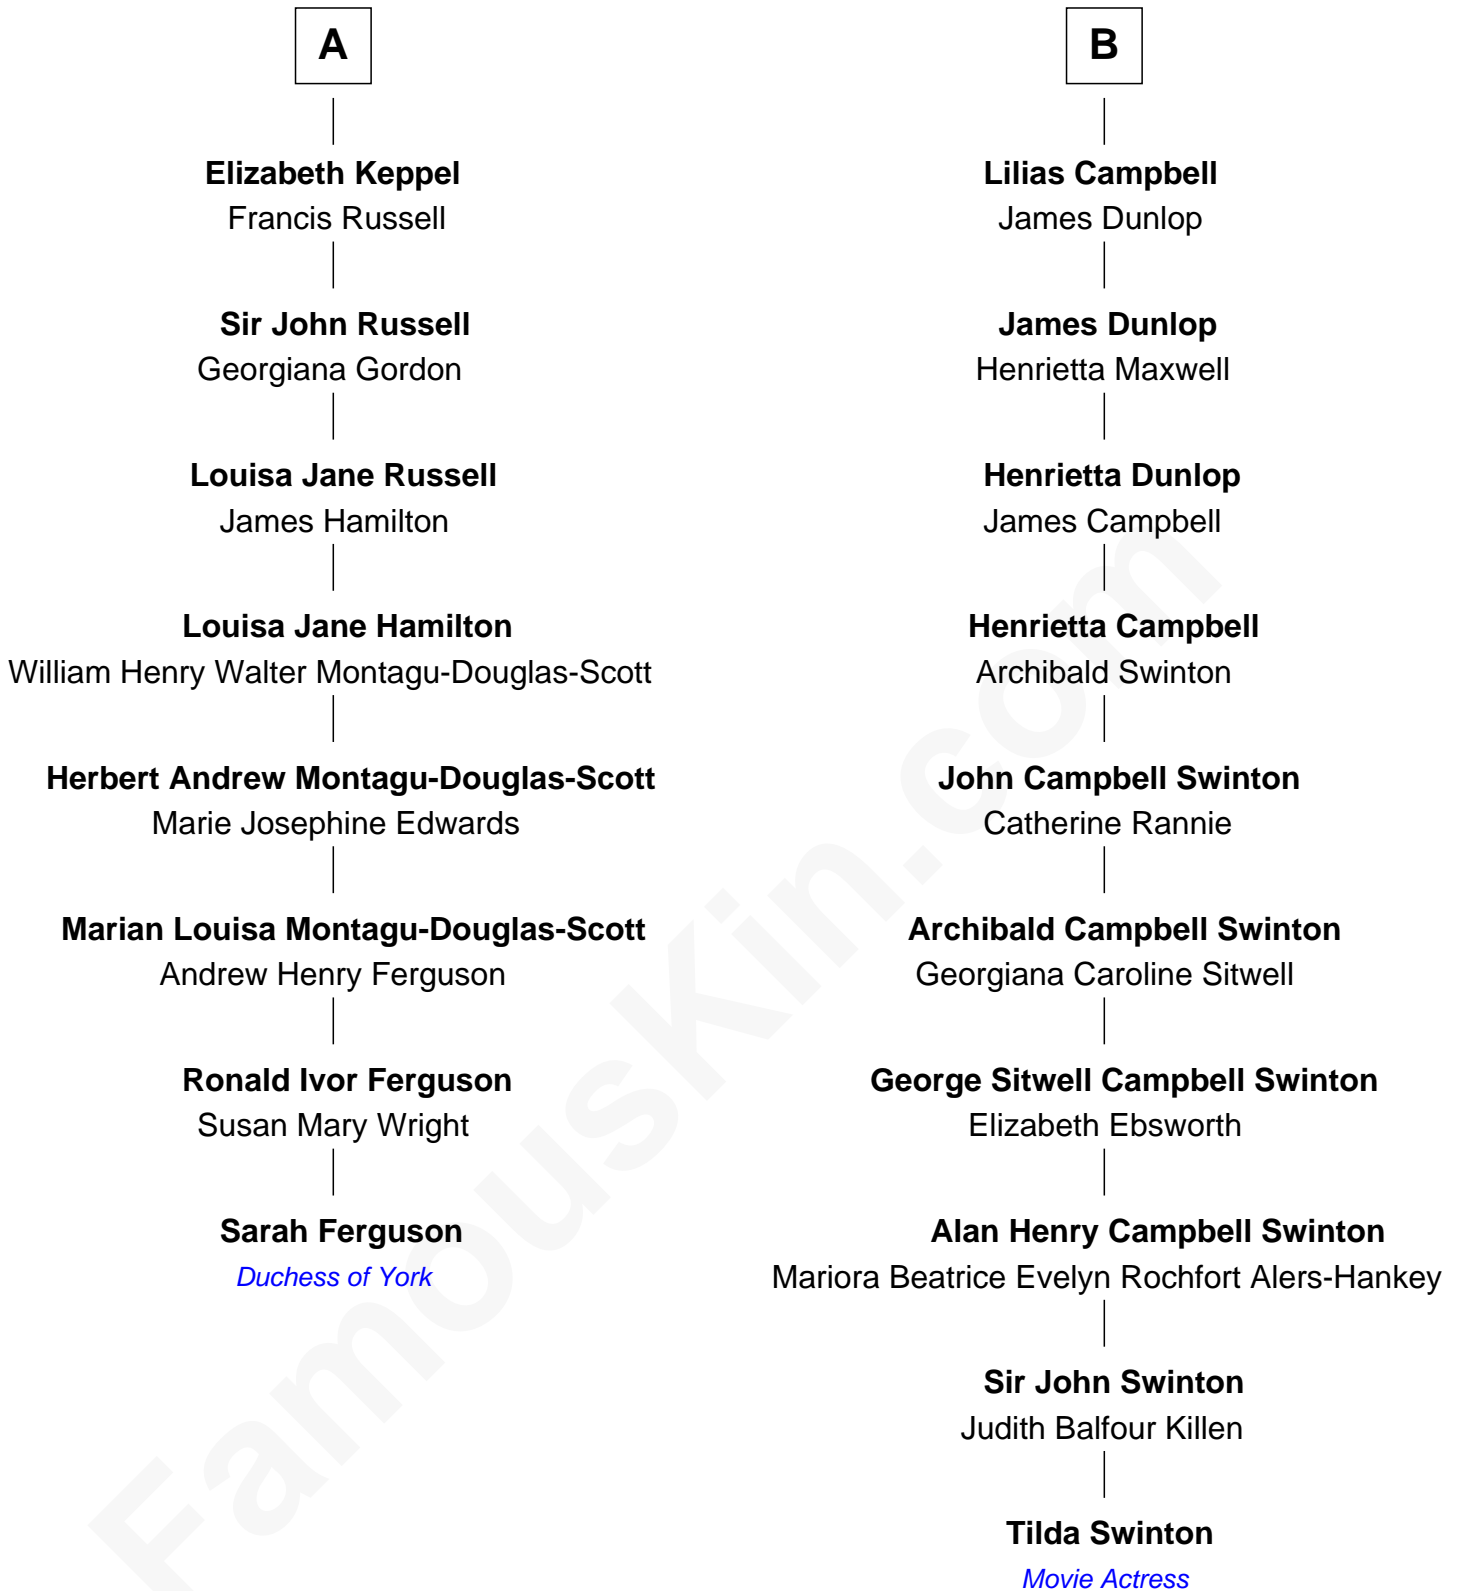 A
Elizabeth Keppel
Francis Russell
Sir John Russell
Georgiana Gordon
Louisa Jane Russell
James Hamilton
Louisa Jane Hamilton
William Henry Walter Montagu-Douglas-Scott
Herbert Andrew Montagu-Douglas-Scott
Marie Josephine Edwards
Marian Louisa Montagu-Douglas-Scott
Andrew Henry Ferguson
Ronald Ivor Ferguson
Susan Mary Wright
Sarah Ferguson
Duchess of York
B
Lilias Campbell
James Dunlop
James Dunlop
Henrietta Maxwell
Henrietta Dunlop
James Campbell
Henrietta Campbell
Archibald Swinton
John Campbell Swinton
Catherine Rannie
Archibald Campbell Swinton
Georgiana Caroline Sitwell
George Sitwell Campbell Swinton
Elizabeth Ebsworth
Alan Henry Campbell Swinton
Mariora Beatrice Evelyn Rochfort Alers-Hankey
Sir John Swinton
Judith Balfour Killen
Tilda Swinton
Movie Actress
FamousKin.com